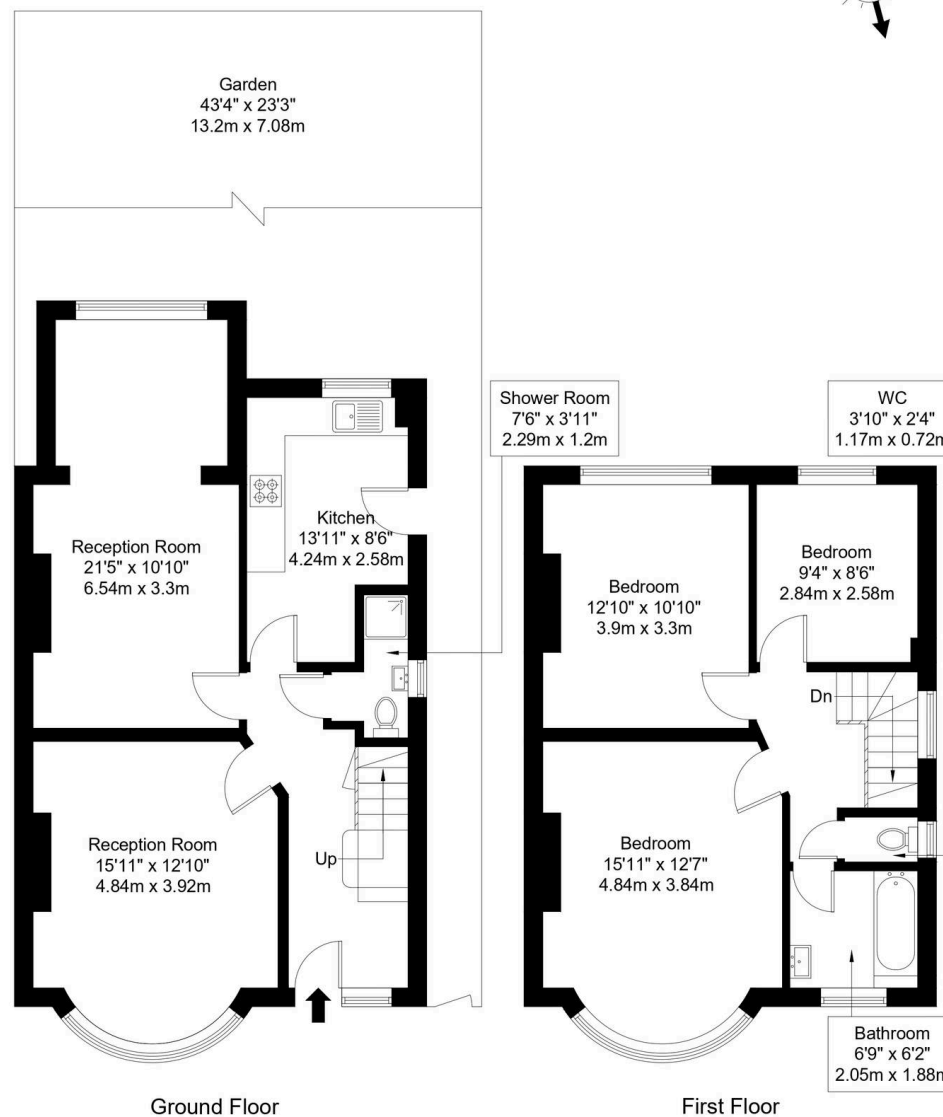 Garden
43'4" x 23'3"
13.2m x 7.08m
Shower Room
7'6" x 3'11"
2.29m x 1.2m
WC
3'10" x 2'4"
1.17m x 0.72m
Kitchen
13'11" x 8'6"
4.24m x 2.58m
Reception Room
21'5" x 10'10"
6.54m x 3.3m
Bedroom
12'10" x 10'10"
3.9m x 3.3m
Bedroom
9'4" x 8'6"
2.84m x 2.58m
Dn
Reception Room
15'11" x 12'10"
4.84m x 3.92m
Up
Bedroom
15'11" x 12'7"
4.84m x 3.84m
Bathroom
6'9" x 6'2"
2.05m x 1.88m
Ground Floor
First Floor